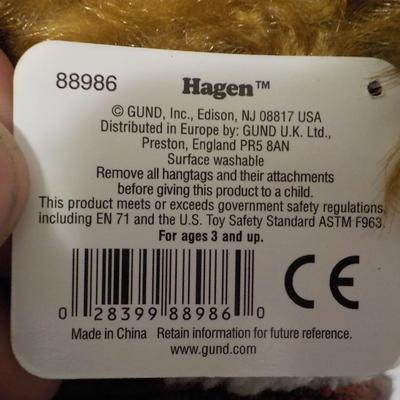 88986 Hagen™
© GUND, Inc., Edison, NJ 08817 USA
Distributed in Europe by: GUND U.K. Ltd.,
Preston, England PR5 8AN
Surface washable
Remove all hangtags and their attachments
before giving this product to a child.
This product meets or exceeds government safety regulations,
including EN 71 and the U.S. Toy Safety Standard ASTM F963.
For ages 3 and up.
CE
0 28399 88986 0
Made in China Retain information for future reference.
www.gund.com